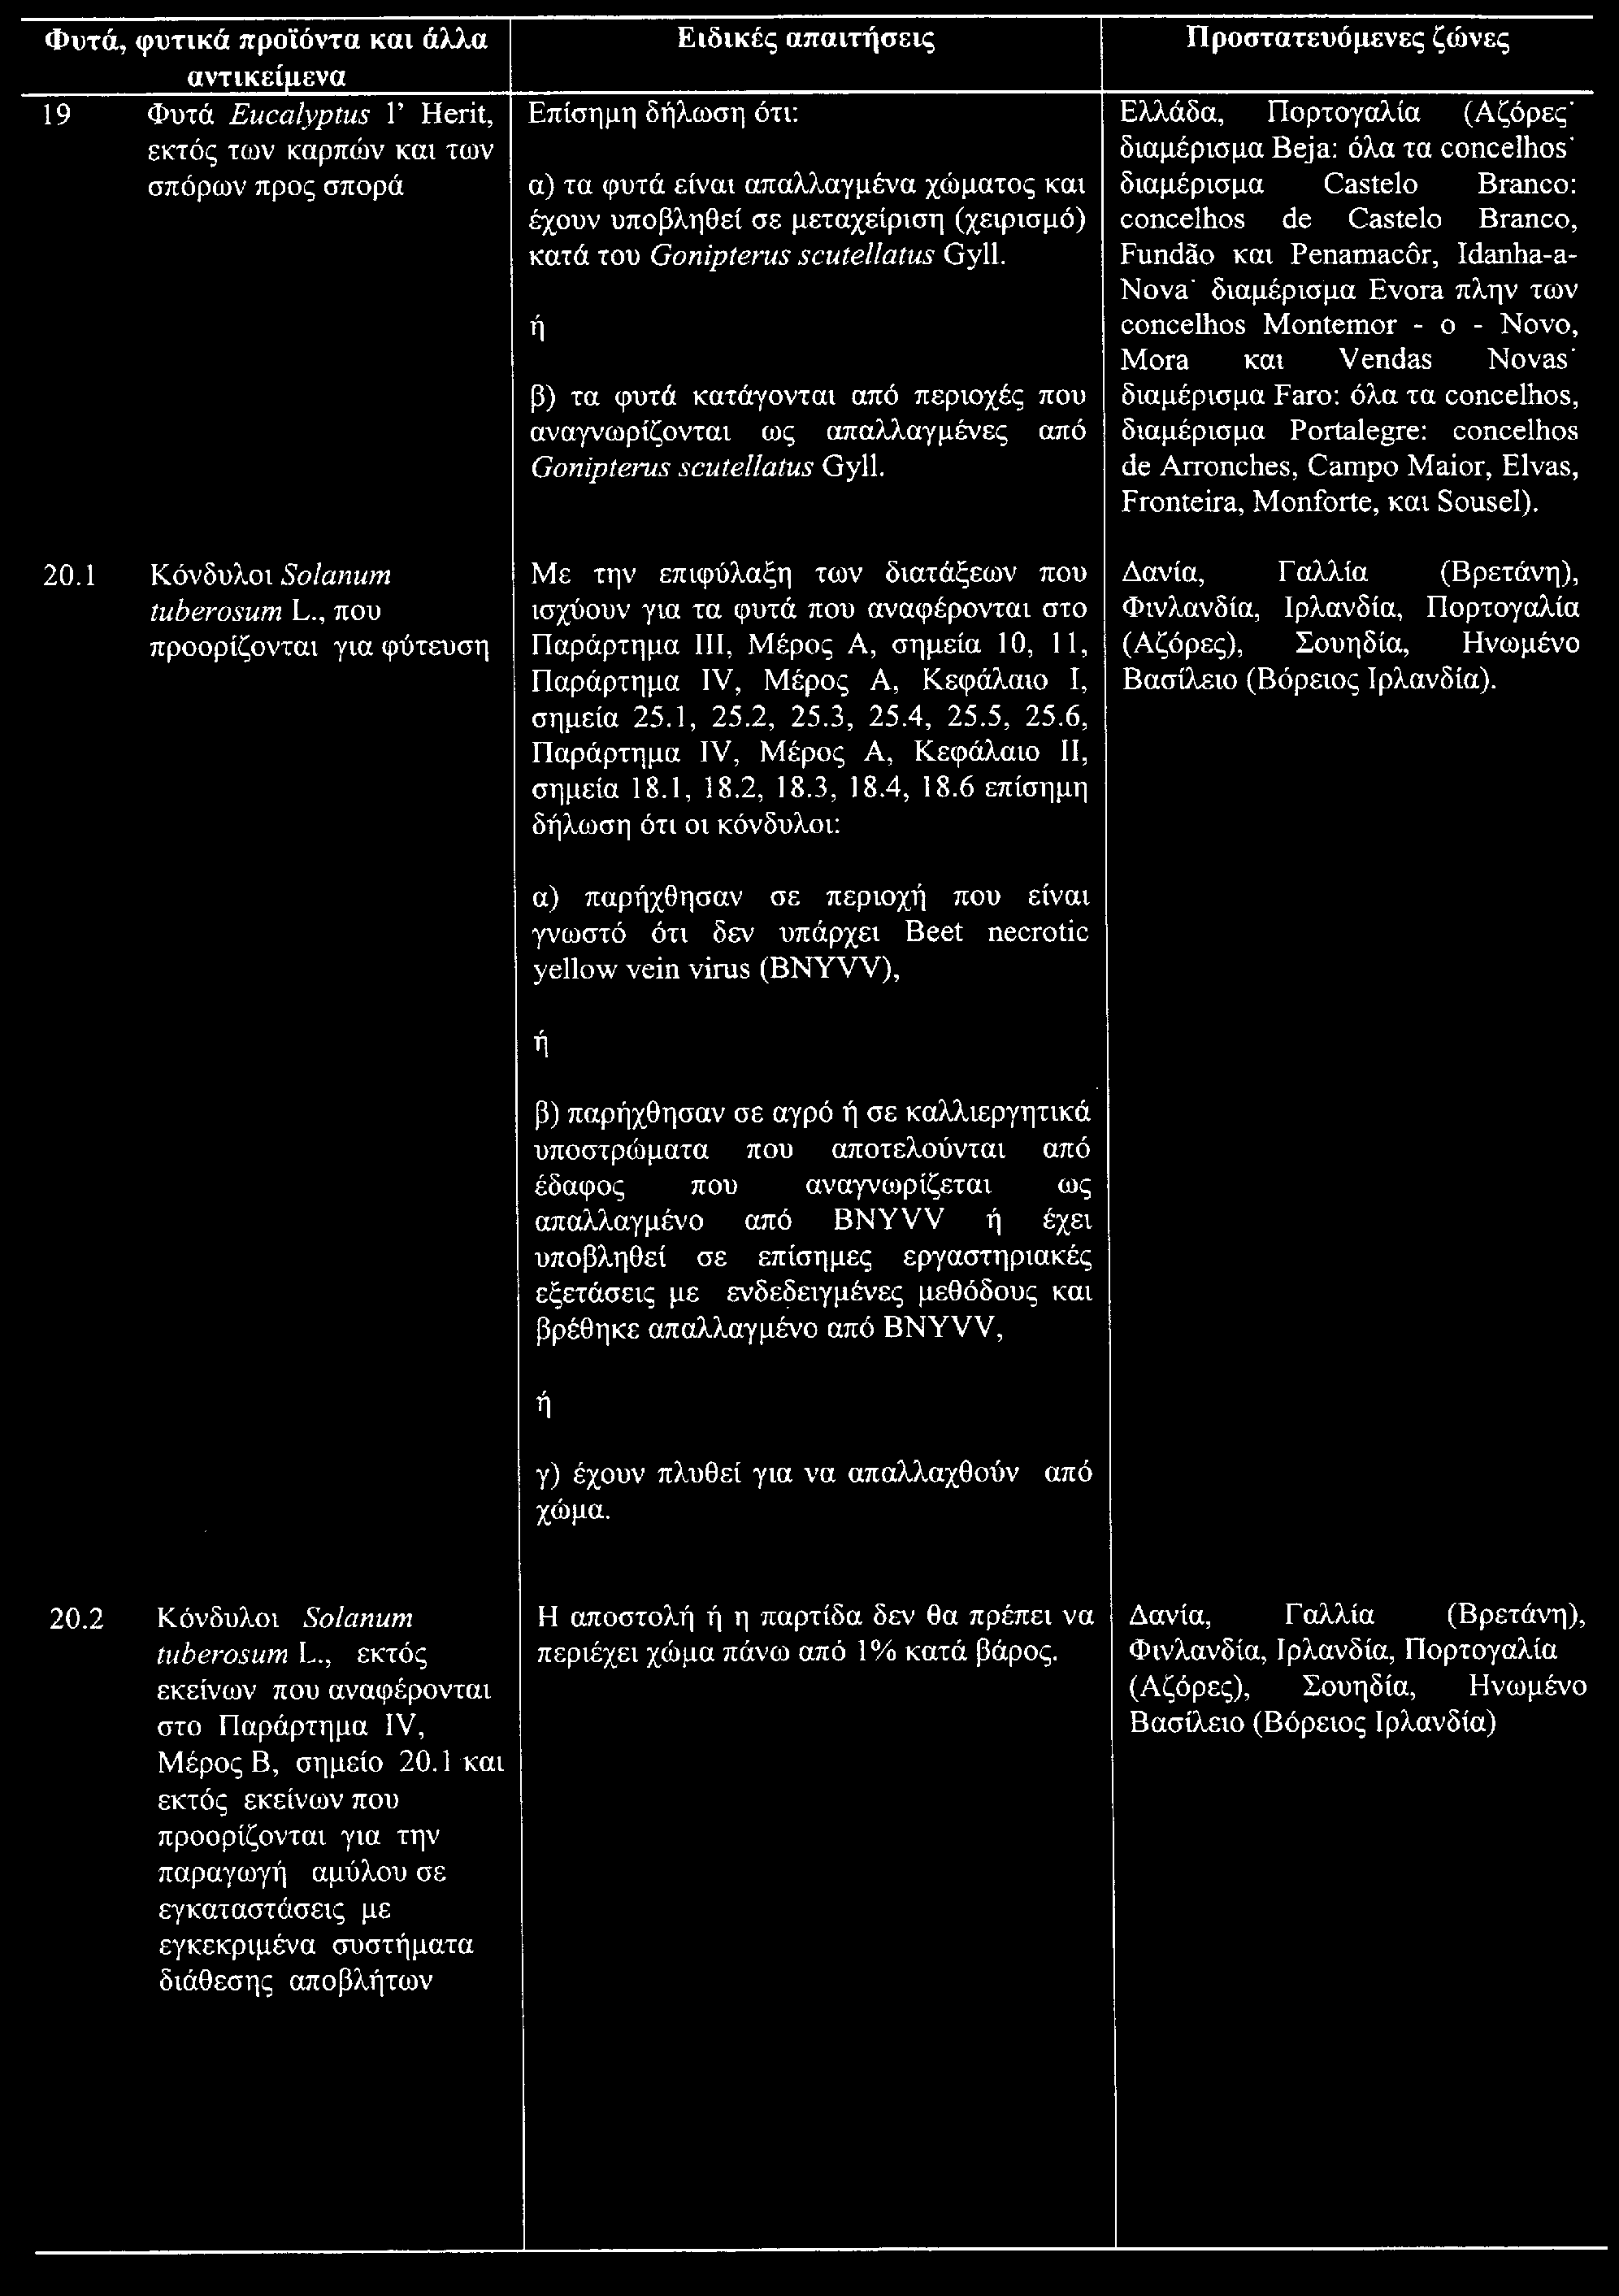 Φυτά, φυτικά προϊόντα και άλλα
αντικείμενα
Ειδικές απαιτήσεις
Προστατευόμενες ζώνες
19 Φυτά Eucalyptus l’ Herit,
εκτός των καρπών και των
σπόρων προς σπορά
Επίσημη δήλωση ότι:
α) τα φυτά είναι απαλλαγμένα χώματος και
έχουν υποβληθεί σε μεταχείριση (χειρισμό)
κατά του Gonipterus scutellatus Gyll.
ή
β) τα φυτά κατάγονται από περιοχές που
αναγνωρίζονται ως απαλλαγμένες από
Gonipterus scutellatus Gyll.
Ελλάδα, Πορτογαλία (Αζόρες˙
διαμέρισμα Beja: όλα τα concelhos˙
διαμέρισμα Castelo Branco:
concelhos de Castelo Branco,
Fundão και Penamacôr, Idanha-a-
Nova˙ διαμέρισμα Evora πλην των
concelhos Montemor - o - Novo,
Mora και Vendas Novas˙
διαμέρισμα Faro: όλα τα concelhos,
διαμέρισμα Portalegre: concelhos
de Arronches, Campo Maior, Elvas,
Fronteira, Monforte, και Sousel).
20.1 Κόνδυλοι Solanum
tuberosum L., που
προορίζονται για φύτευση
Με την επιφύλαξη των διατάξεων που
ισχύουν για τα φυτά που αναφέρονται στο
Παράρτημα III, Μέρος Α, σημεία 10, 11,
Παράρτημα IV, Μέρος Α, Κεφάλαιο Ι,
σημεία 25.1, 25.2, 25.3, 25.4, 25.5, 25.6,
Παράρτημα IV, Μέρος Α, Κεφάλαιο ΙΙ,
σημεία 18.1, 18.2, 18.3, 18.4, 18.6 επίσημη
δήλωση ότι οι κόνδυλοι:
α) παρήχθησαν σε περιοχή που είναι
γνωστό ότι δεν υπάρχει Beet necrotic
yellow vein virus (BNYVV),
ή
β) παρήχθησαν σε αγρό ή σε καλλιεργητικά
υποστρώματα που αποτελούνται από
έδαφος που αναγνωρίζεται ως
απαλλαγμένο από BNYVV ή έχει
υποβληθεί σε επίσημες εργαστηριακές
εξετάσεις με ενδεδειγμένες μεθόδους και
βρέθηκε απαλλαγμένο από BNYVV,
ή
γ) έχουν πλυθεί για να απαλλαχθούν από
χώμα.
Δανία, Γαλλία (Βρετάνη),
Φινλανδία, Ιρλανδία, Πορτογαλία
(Αζόρες), Σουηδία, Ηνωμένο
Βασίλειο (Βόρειος Ιρλανδία).
20.2 Κόνδυλοι Solanum
tuberosum L., εκτός
εκείνων που αναφέρονται
στο Παράρτημα IV,
Μέρος Β, σημείο 20.1 και
εκτός εκείνων που
προορίζονται για την
παραγωγή αμύλου σε
εγκαταστάσεις με
εγκεκριμένα συστήματα
διάθεσης αποβλήτων
Η αποστολή ή η παρτίδα δεν θα πρέπει να
περιέχει χώμα πάνω από 1% κατά βάρος.
Δανία, Γαλλία (Βρετάνη),
Φινλανδία, Ιρλανδία, Πορτογαλία
(Αζόρες), Σουηδία, Ηνωμένο
Βασίλειο (Βόρειος Ιρλανδία)